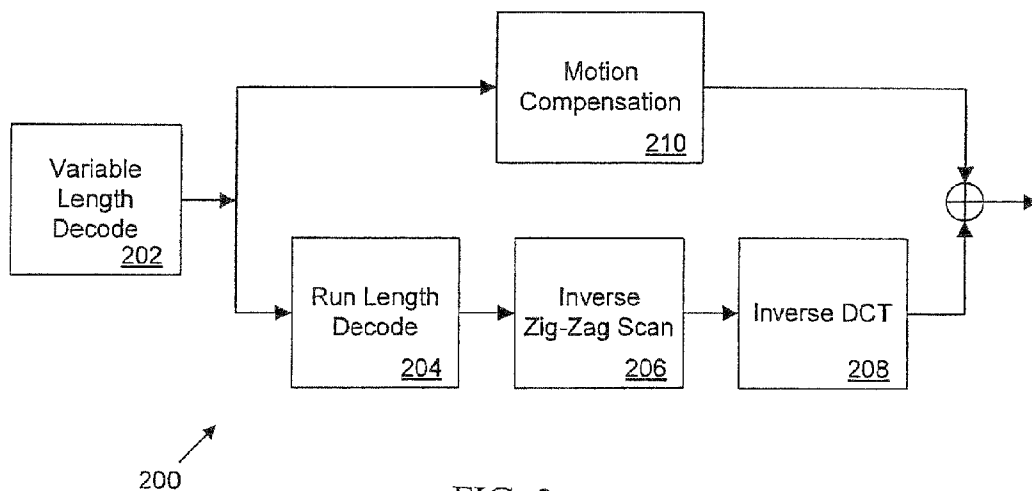 Motion
Compensation
210
Variable
Length
Decode
202
Run Length
Decode
204
Inverse
Zig-Zag Scan
206
Inverse DCT
208
200
FIG.